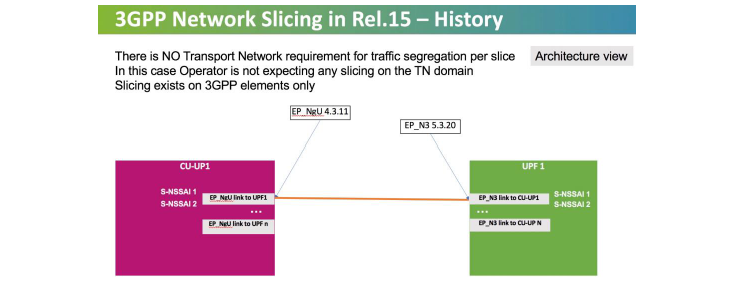 3GPP Network Slicing in Rel.15 – History
There is NO Transport Network requirement for traffic segregation per slice
In this case Operator is not expecting any slicing on the TN domain
Slicing exists on 3GPP elements only
Architecture view
EP_NgU 4.3.11
EP_N3 5.3.20
CU-UP1
S-NSSAI 1
S-NSSAI 2
EP_NgU link to UPF1
...
EP_NgU link to UPF n
UPF 1
EP_N3 link to CU-UP1
S-NSSAI 1
S-NSSAI 2
...
EP_N3 link to CU-UP N